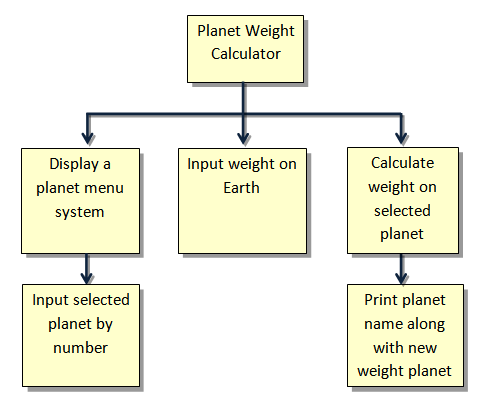 Planet Weight
Calculator
Display a
planet menu
system
Input weight on
Earth
Calculate
weight on
selected
planet
Input selected
planet by
number
Print planet
name along
with new
weight planet